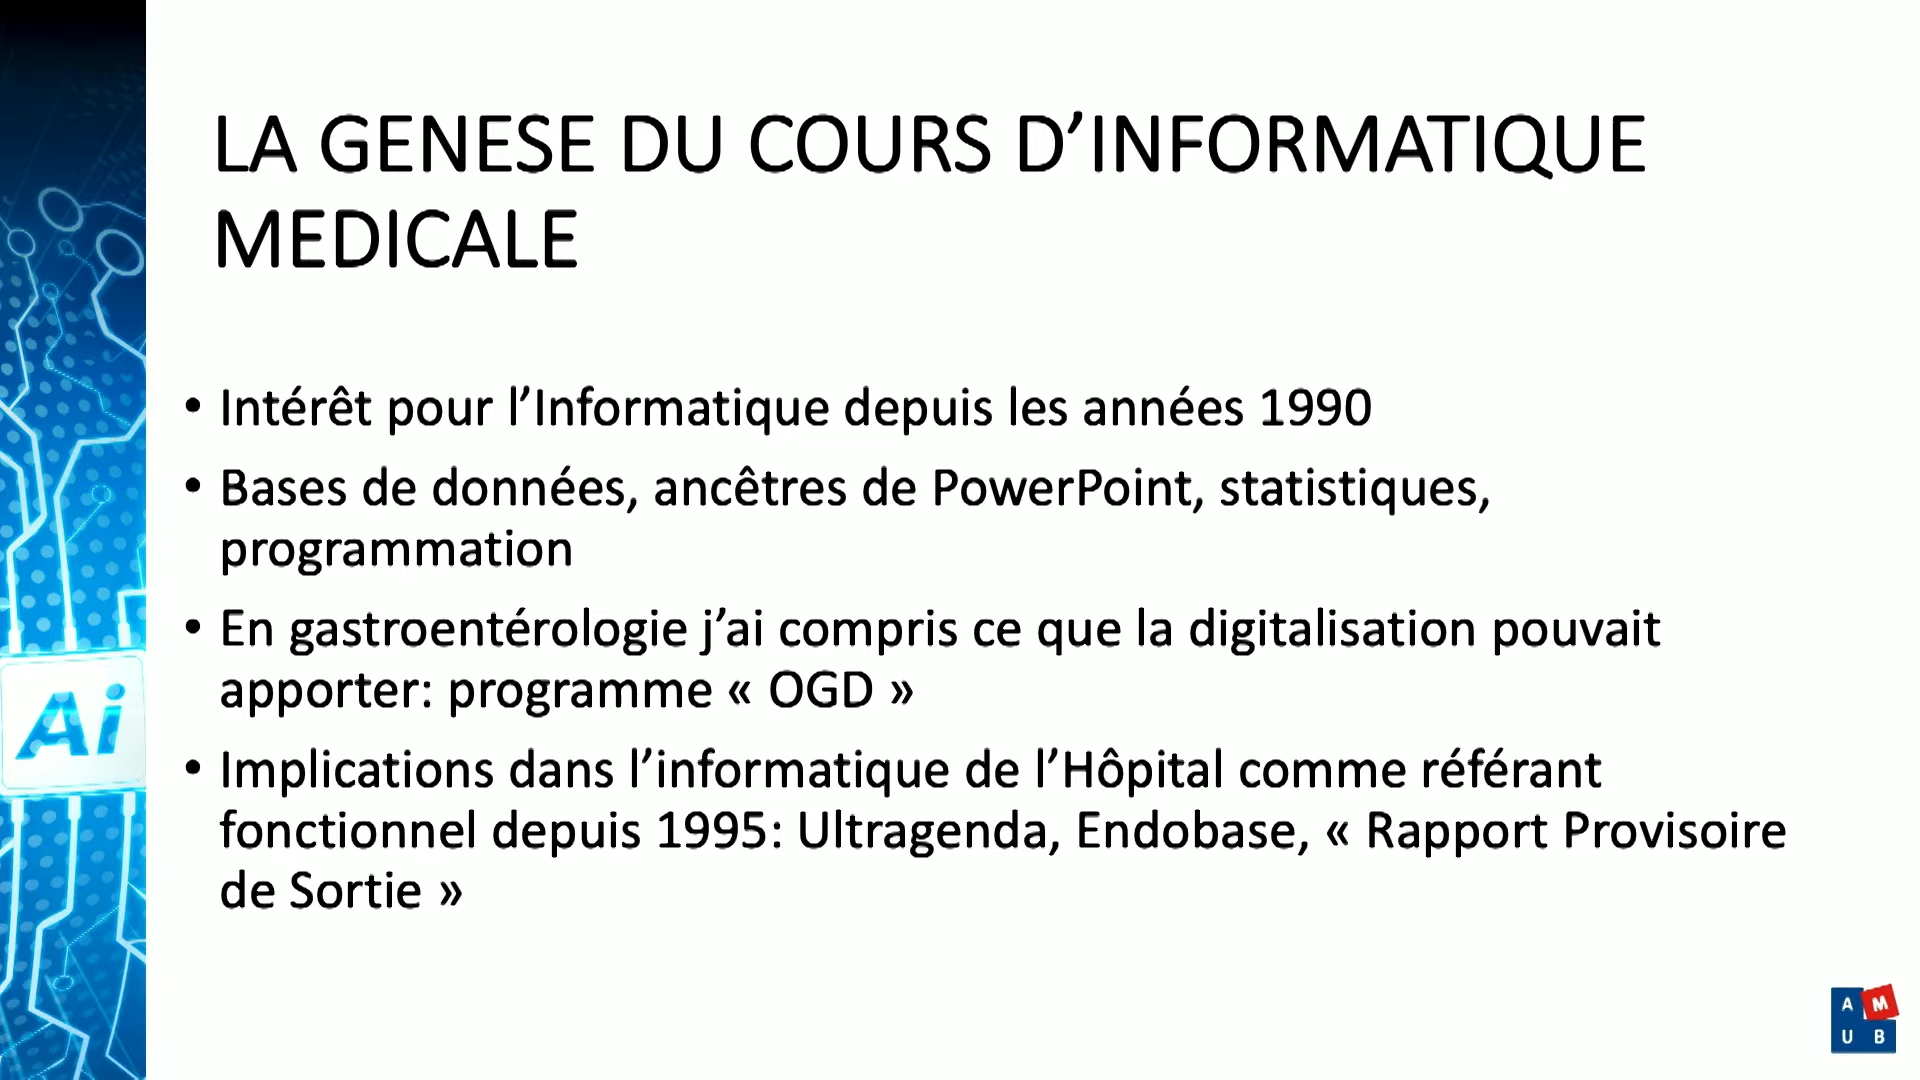 LA GENESE DU COURS D’INFORMATIQUE
MEDICALE
• Intérêt pour l’Informatique depuis les années 1990
• Bases de données, ancêtres de PowerPoint, statistiques,
programmation
• En gastroentérologie j’ai compris ce que la digitalisation pouvait
apporter: programme « OGD »
• Implications dans l’informatique de l’Hôpital comme référant
fonctionnel depuis 1995: Ultragenda, Endobase, « Rapport Provisoire
de Sortie »
Ai
A M
U B